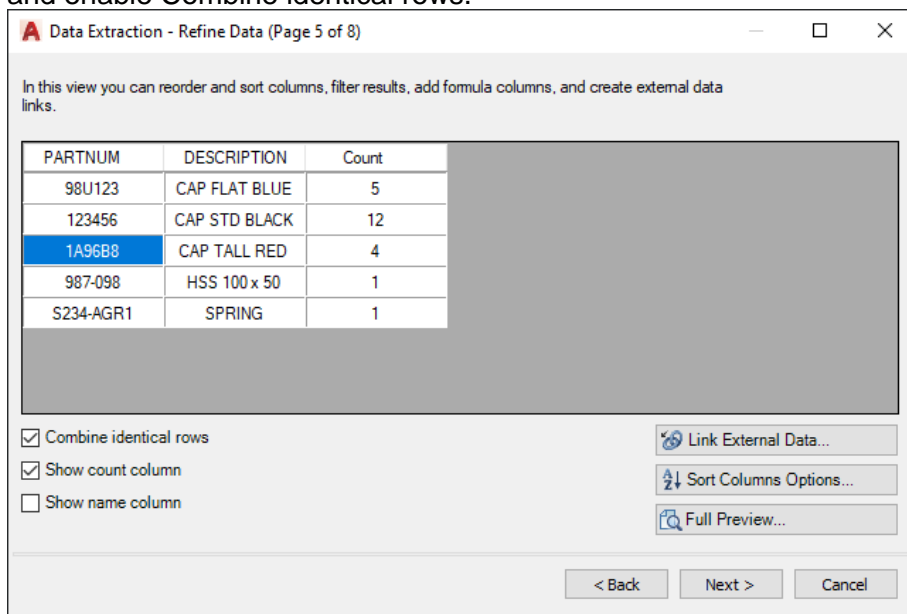 and enable Combine identical rows.
Data Extraction - Refine Data (Page 5 of 8)
In this view you can reorder and sort columns, filter results, add formula columns, and create external data
links.
PARTNUM DESCRIPTION Count
98U123 CAP FLAT BLUE 5
123456 CAP STD BLACK 12
1A96B8 CAP TALL RED 4
987-098 HSS 100 x 50 1
S234-AGR1 SPRING 1
Combine identical rows
Show count column
Show name column
Link External Data...
Sort Columns Options...
Full Preview...
< Back Next > Cancel